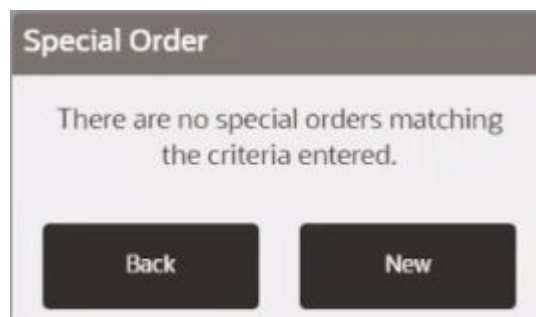 Special Order
There are no special orders matching
the criteria entered.
Back New